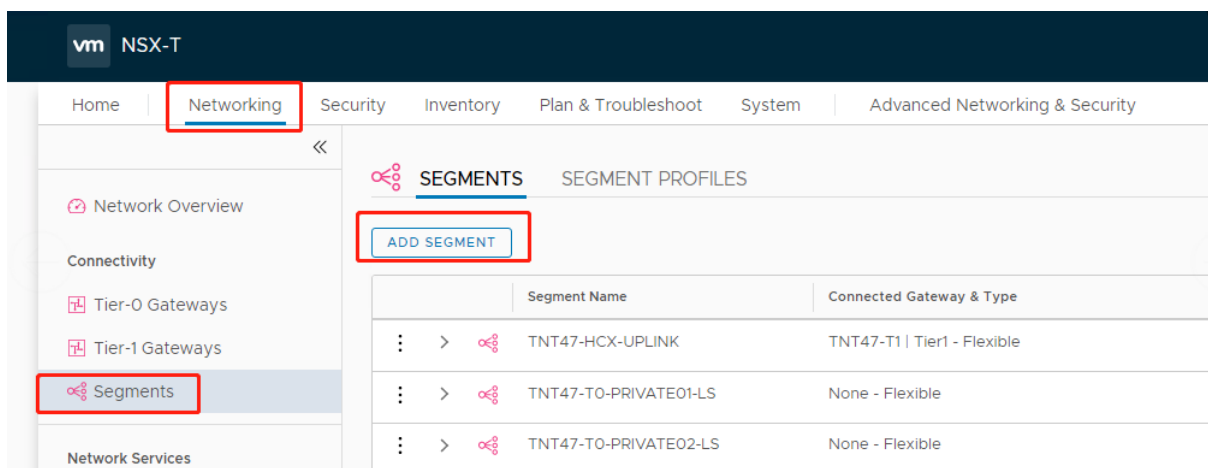 vm NSX-T
Home Networking Security Inventory Plan & Troubleshoot System Advanced Networking & Security
SEGMENTS SEGMENT PROFILES
Network Overview
ADD SEGMENT
Connectivity
Segment Name Connected Gateway & Type
Tier-0 Gateways
TNT47-HCX-UPLINK TNT47-T1 | Tier1 - Flexible
Tier-1 Gateways
Segments
TNT47-T0-PRIVATE01-LS None - Flexible
TNT47-T0-PRIVATE02-LS None - Flexible
Network Services